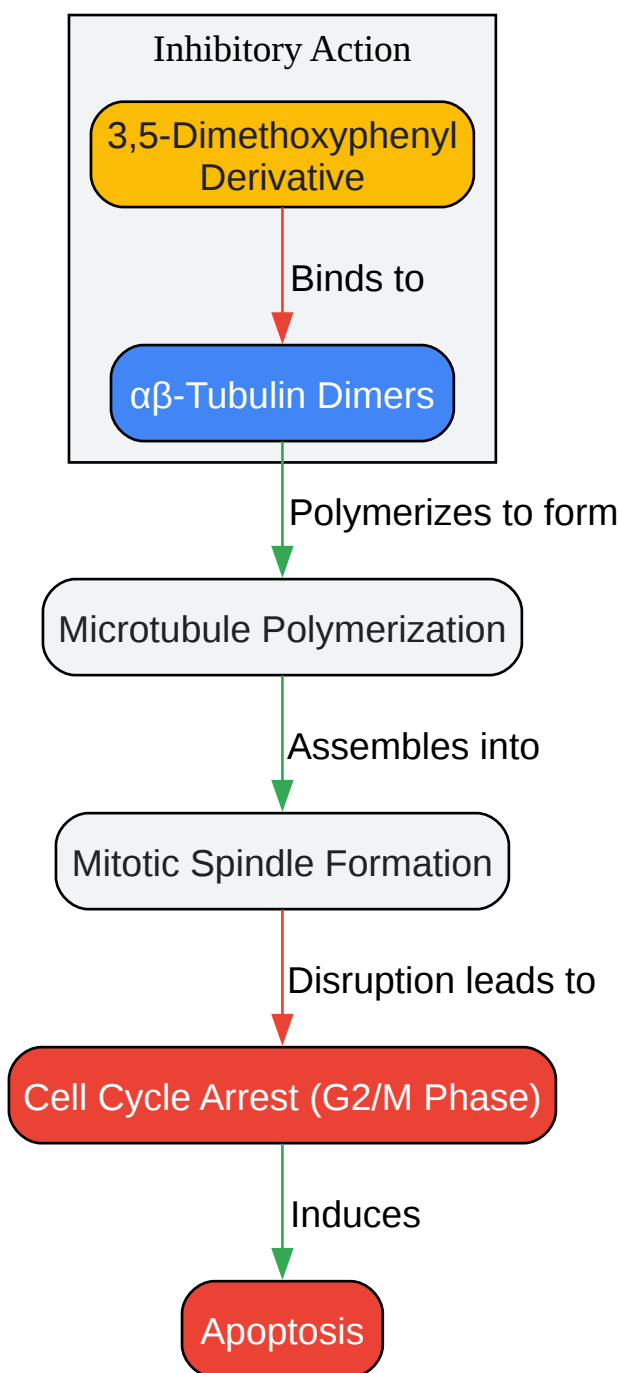 Inhibitory Action
3,5-Dimethoxyphenyl
Derivative
Binds to
αβ-Tubulin Dimers
Polymerizes to form
Microtubule Polymerization
Assembles into
Mitotic Spindle Formation
Disruption leads to
Cell Cycle Arrest (G2/M Phase)
Induces
Apoptosis